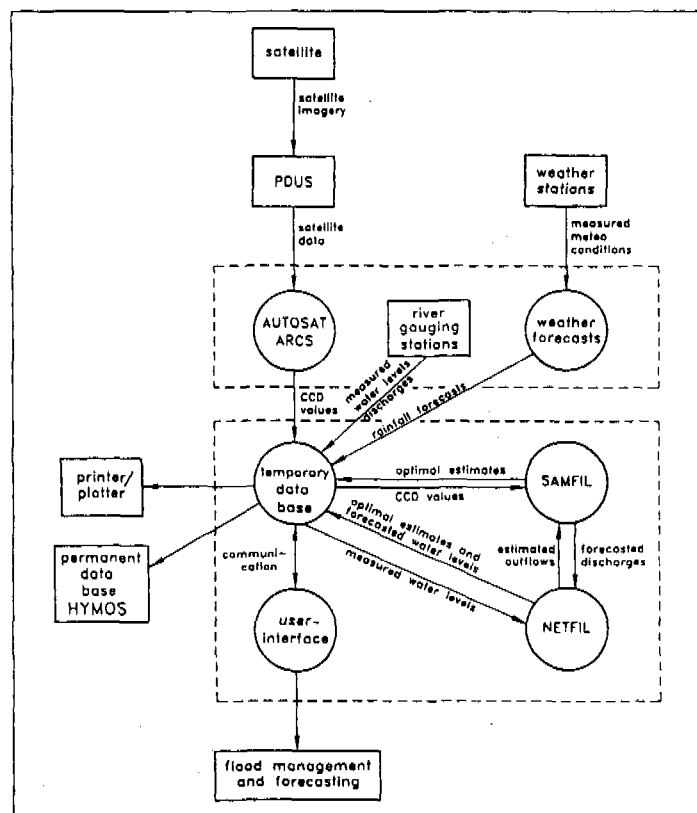 satellite
satellite
imagery
PDUS
weather
stations
satellite
data
measured
meteo
conditions
AUTOSAT
ARCS
river
gauging
stations
weather
forecasts
CCD
values
measured
water levels
discharges
rainfall forecasts
printer/
plotter
temporary
data
base
optimal estimates
CCD values
SAMFIL
optimal estimates and
forecasted water levels
measured water levels
estimated
outflows
forecasted
discharges
permanent
data
base
HYMOS
communi-
cation
user-
interface
NETFIL
flood management
and forecasting